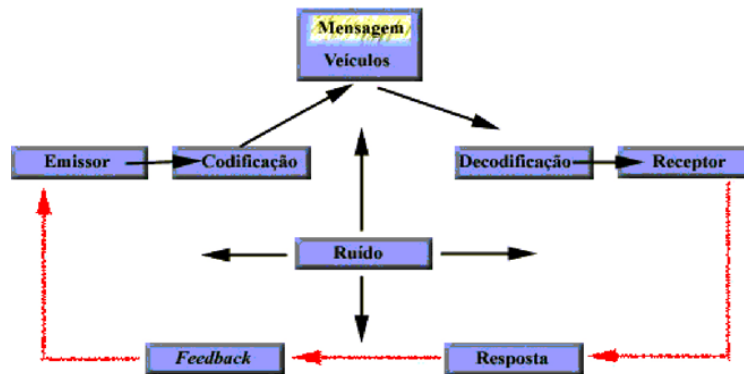 Mensagem
Veículos
Emissor
Codificação
Decodificação
Receptor
Ruído
Feedback
Resposta